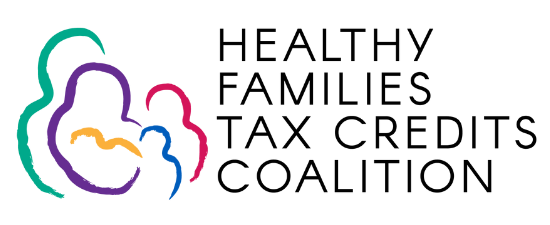 HEALTHY
FAMILIES
TAX CREDITS
COALITION